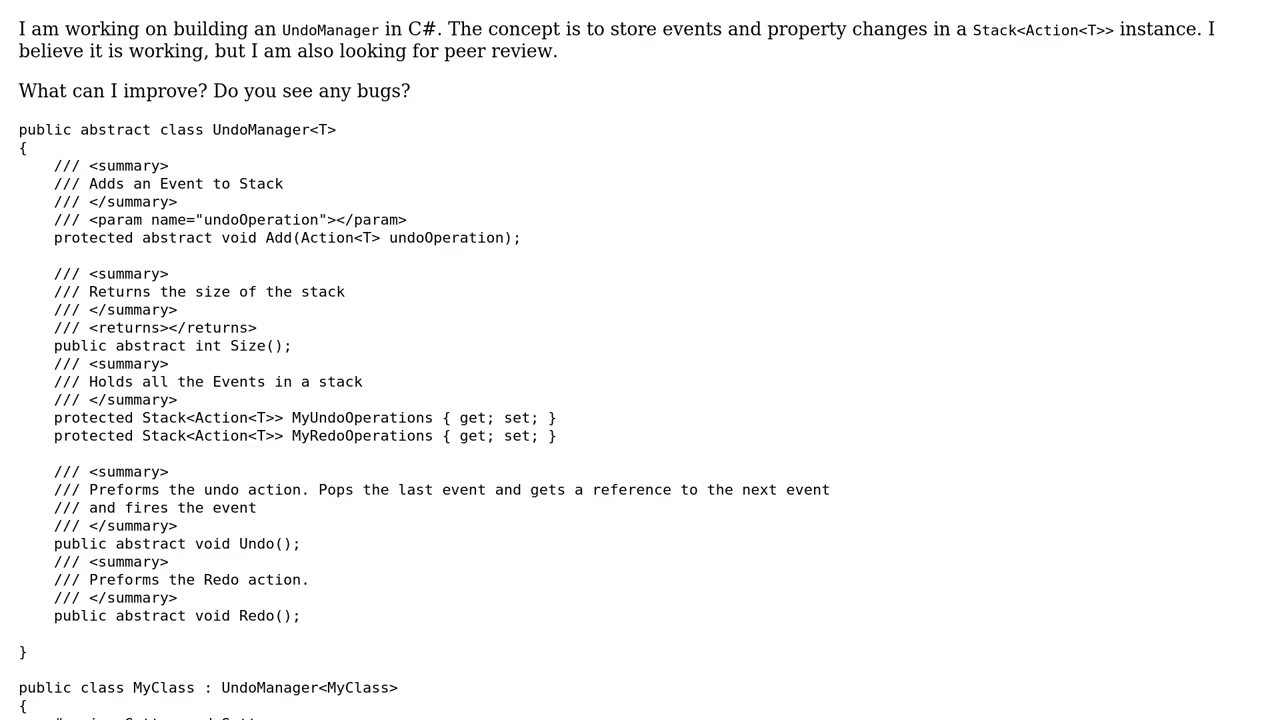 I am working on building an UndoManager in C#. The concept is to store events and property changes in a Stack<Action<T>> instance. I
believe it is working, but I am also looking for peer review.
What can I improve? Do you see any bugs?
public abstract class UndoManager<T>
{
/// <summary>
/// Adds an Event to Stack
/// </summary>
/// <param name="undoOperation"></param>
protected abstract void Add(Action<T> undoOperation);
/// <summary>
/// Returns the size of the stack
/// </summary>
/// <returns></returns>
public abstract int Size();
/// <summary>
/// Holds all the Events in a stack
/// </summary>
protected Stack<Action<T>> MyUndoOperations { get; set; }
protected Stack<Action<T>> MyRedoOperations { get; set; }
/// <summary>
/// Preforms the undo action. Pops the last event and gets a reference to the next event
/// and fires the event
/// </summary>
public abstract void Undo();
/// <summary>
/// Preforms the Redo action.
/// </summary>
public abstract void Redo();
}
public class MyClass : UndoManager<MyClass>
{